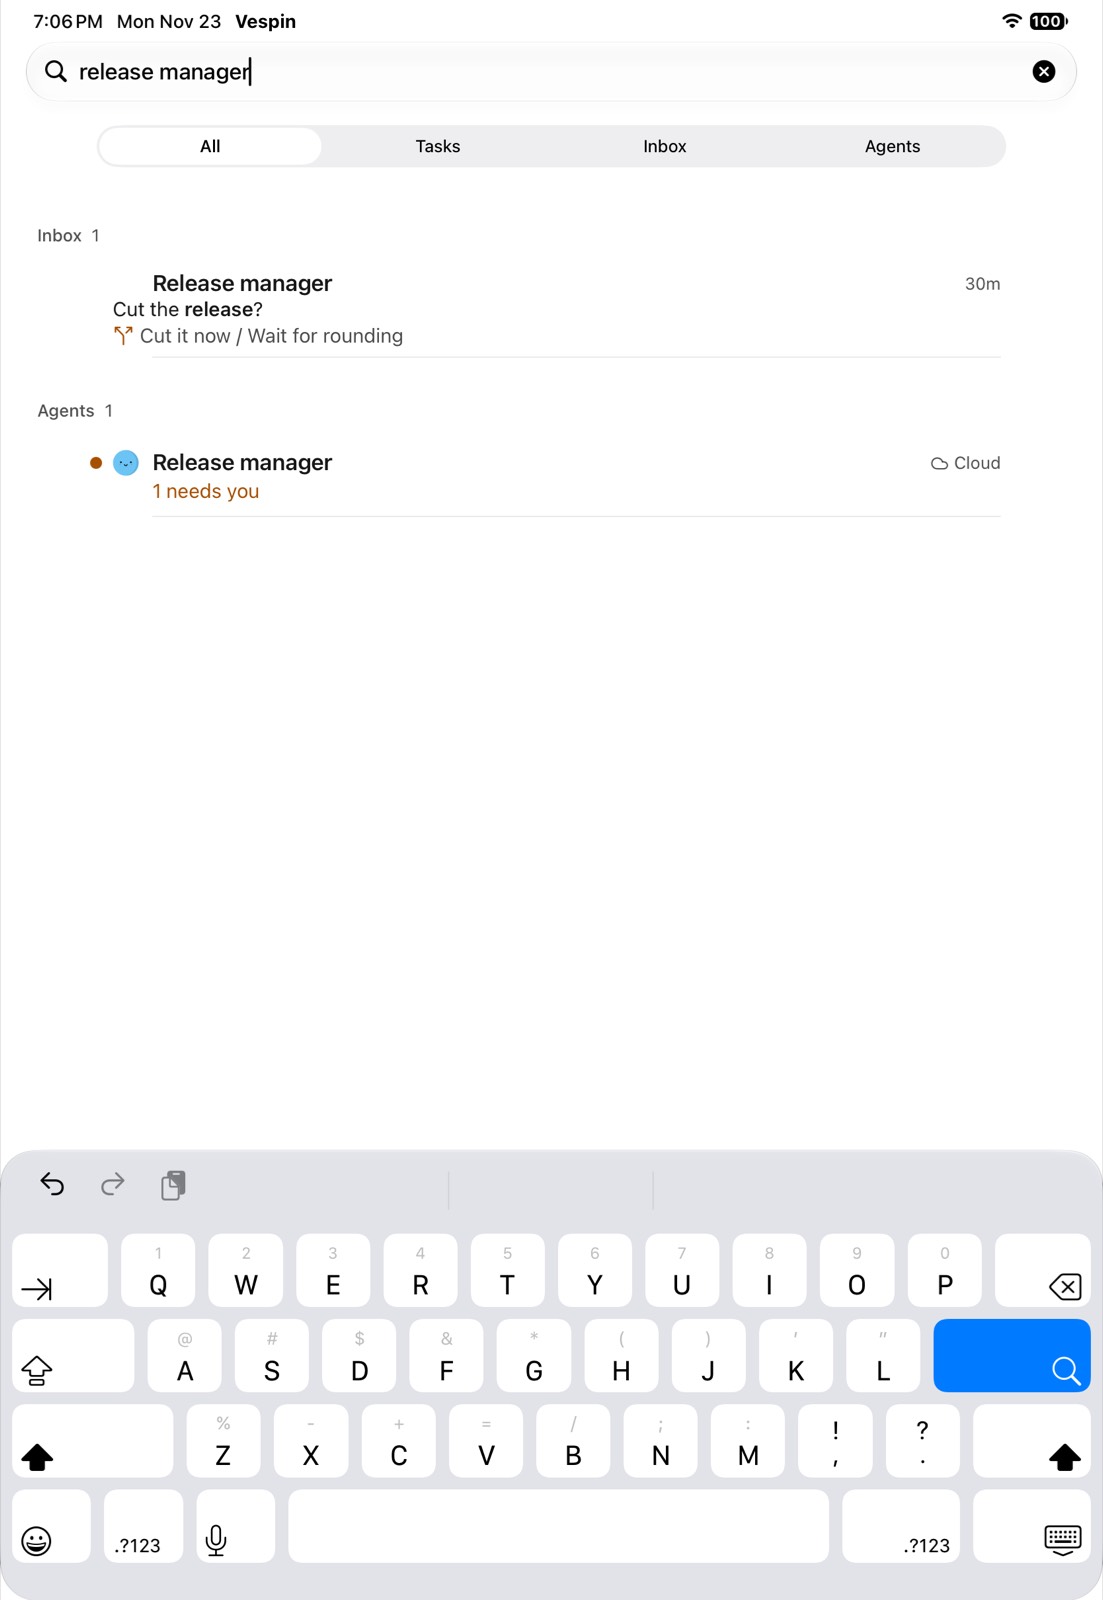 7:06 PM Mon Nov 23 Vespin
100
release manager
All Tasks Inbox Agents
Inbox 1
Release manager 30m
Cut the release?
Cut it now / Wait for rounding
Agents 1
Release manager Cloud
1 needs you
1 2 3 4 5 6 7 8 9 0
Q W E R T Y U I O P
@ # $ & * ( ) ' "
A S D F G H J K L
% - + = / ; : ! ?
Z X C V B N M , .
.?123 .?123